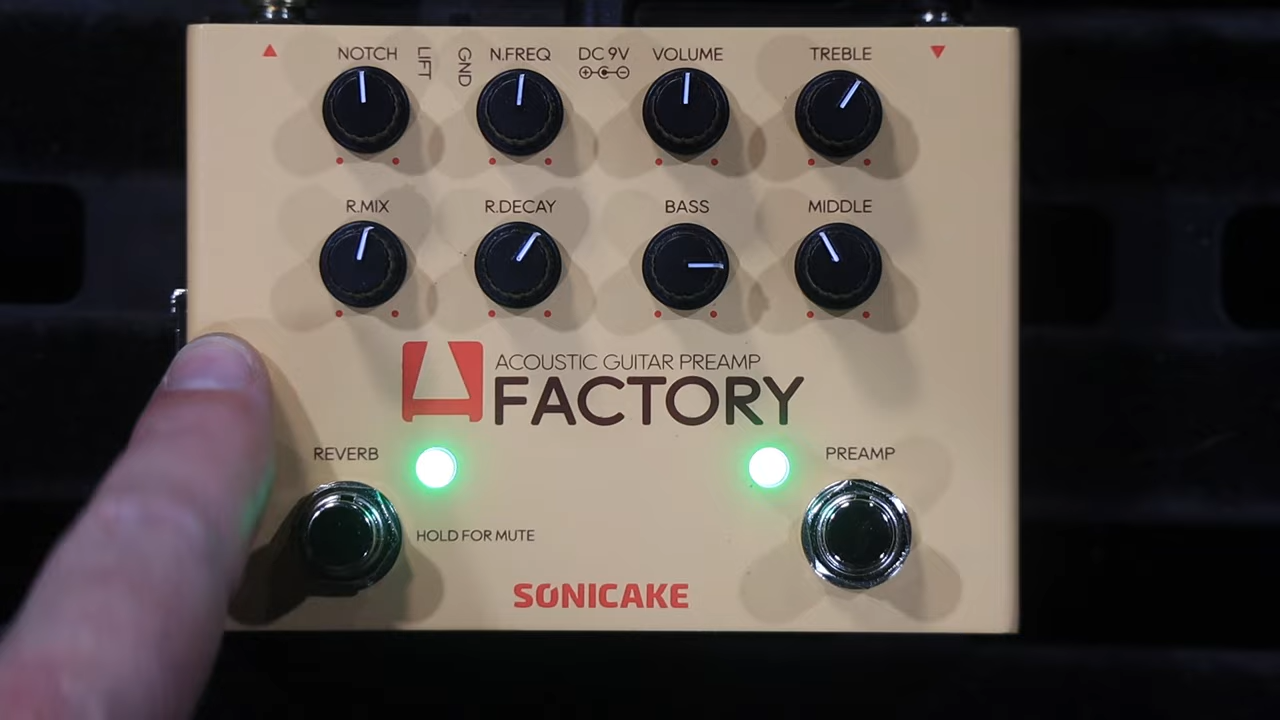 NOTCH
LIFT
GND
N.FREQ
DC 9V
VOLUME
TREBLE
R.MIX
R.DECAY
BASS
MIDDLE
ACOUSTIC GUITAR PREAMP
FACTORY
REVERB
PREAMP
HOLD FOR MUTE
SONICAKE